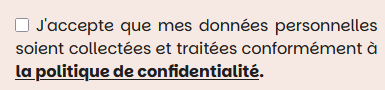 J'accepte que mes données personnelles
soient collectées et traitées conformément à
la politique de confidentialité.